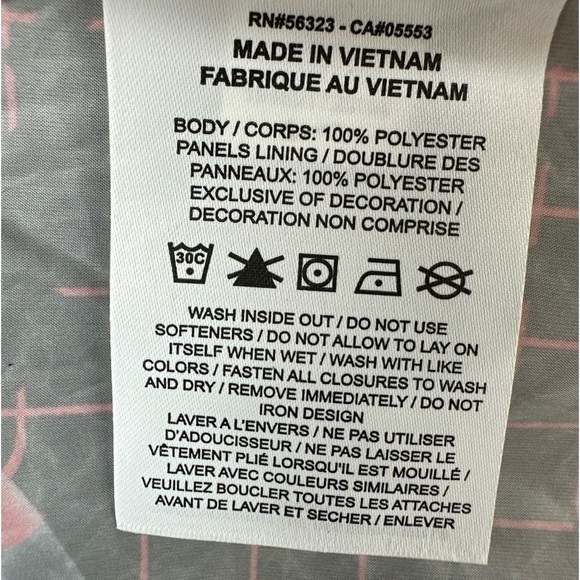 RN#56323 - CA#05553
MADE IN VIETNAM
FABRIQUE AU VIETNAM
BODY / CORPS: 100% POLYESTER
PANELS LINING / DOUBLURE DES
PANNEAUX: 100% POLYESTER
EXCLUSIVE OF DECORATION /
DECORATION NON COMPRISE
30C
WASH INSIDE OUT / DO NOT USE
SOFTENERS / DO NOT ALLOW TO LAY ON
ITSELF WHEN WET / WASH WITH LIKE
COLORS / FASTEN ALL CLOSURES TO WASH
AND DRY / REMOVE IMMEDIATELY / DO NOT
IRON DESIGN
LAVER A L'ENVERS / NE PAS UTILISER
D'ADOUCISSEUR / NE PAS LAISSER LE
VÊTEMENT PLIÉ LORSQU'IL EST MOUILLÉ /
LAVER AVEC COULEURS SIMILAIRES /
VEUILLEZ BOUCLER TOUTES LES ATTACHES
AVANT DE LAVER ET SECHER / ENLEVER